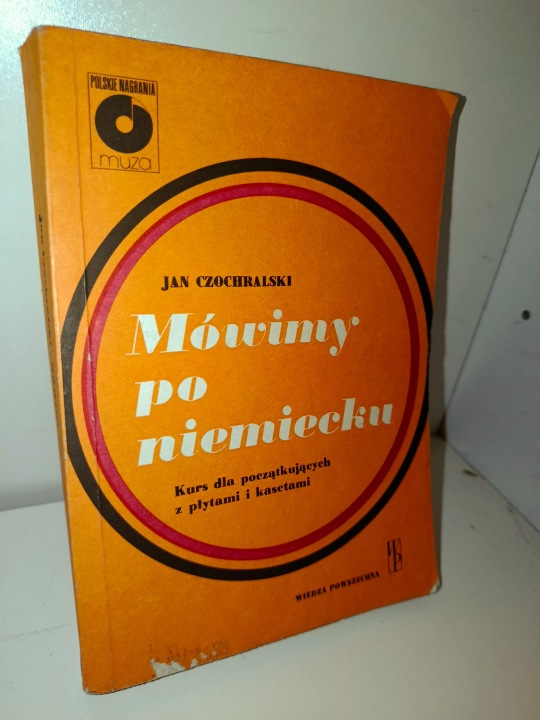 POLSKIE NAGRANIA
muza
JAN CZOCHRALSKI
Mówimy
po
niemiecku
Kurs dla początkujących
z płytami i kasetami
WIEDZA POWSZECHNA